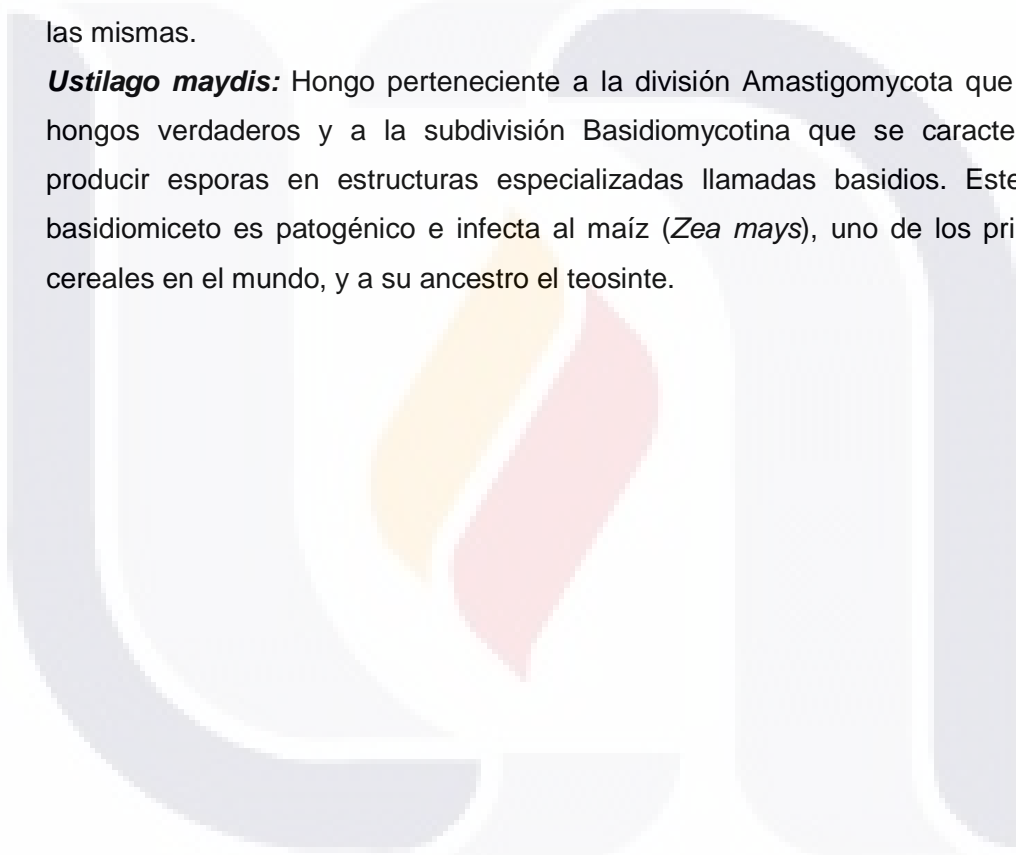 las mismas.
Ustilago maydis: Hongo perteneciente a la división Amastigomycota que
hongos verdaderos y a la subdivisión Basidiomycotina que se caracte
producir esporas en estructuras especializadas llamadas basidios. Este
basidiomiceto es patogénico e infecta al maíz (Zea mays), uno de los pri
cereales en el mundo, y a su ancestro el teosinte.